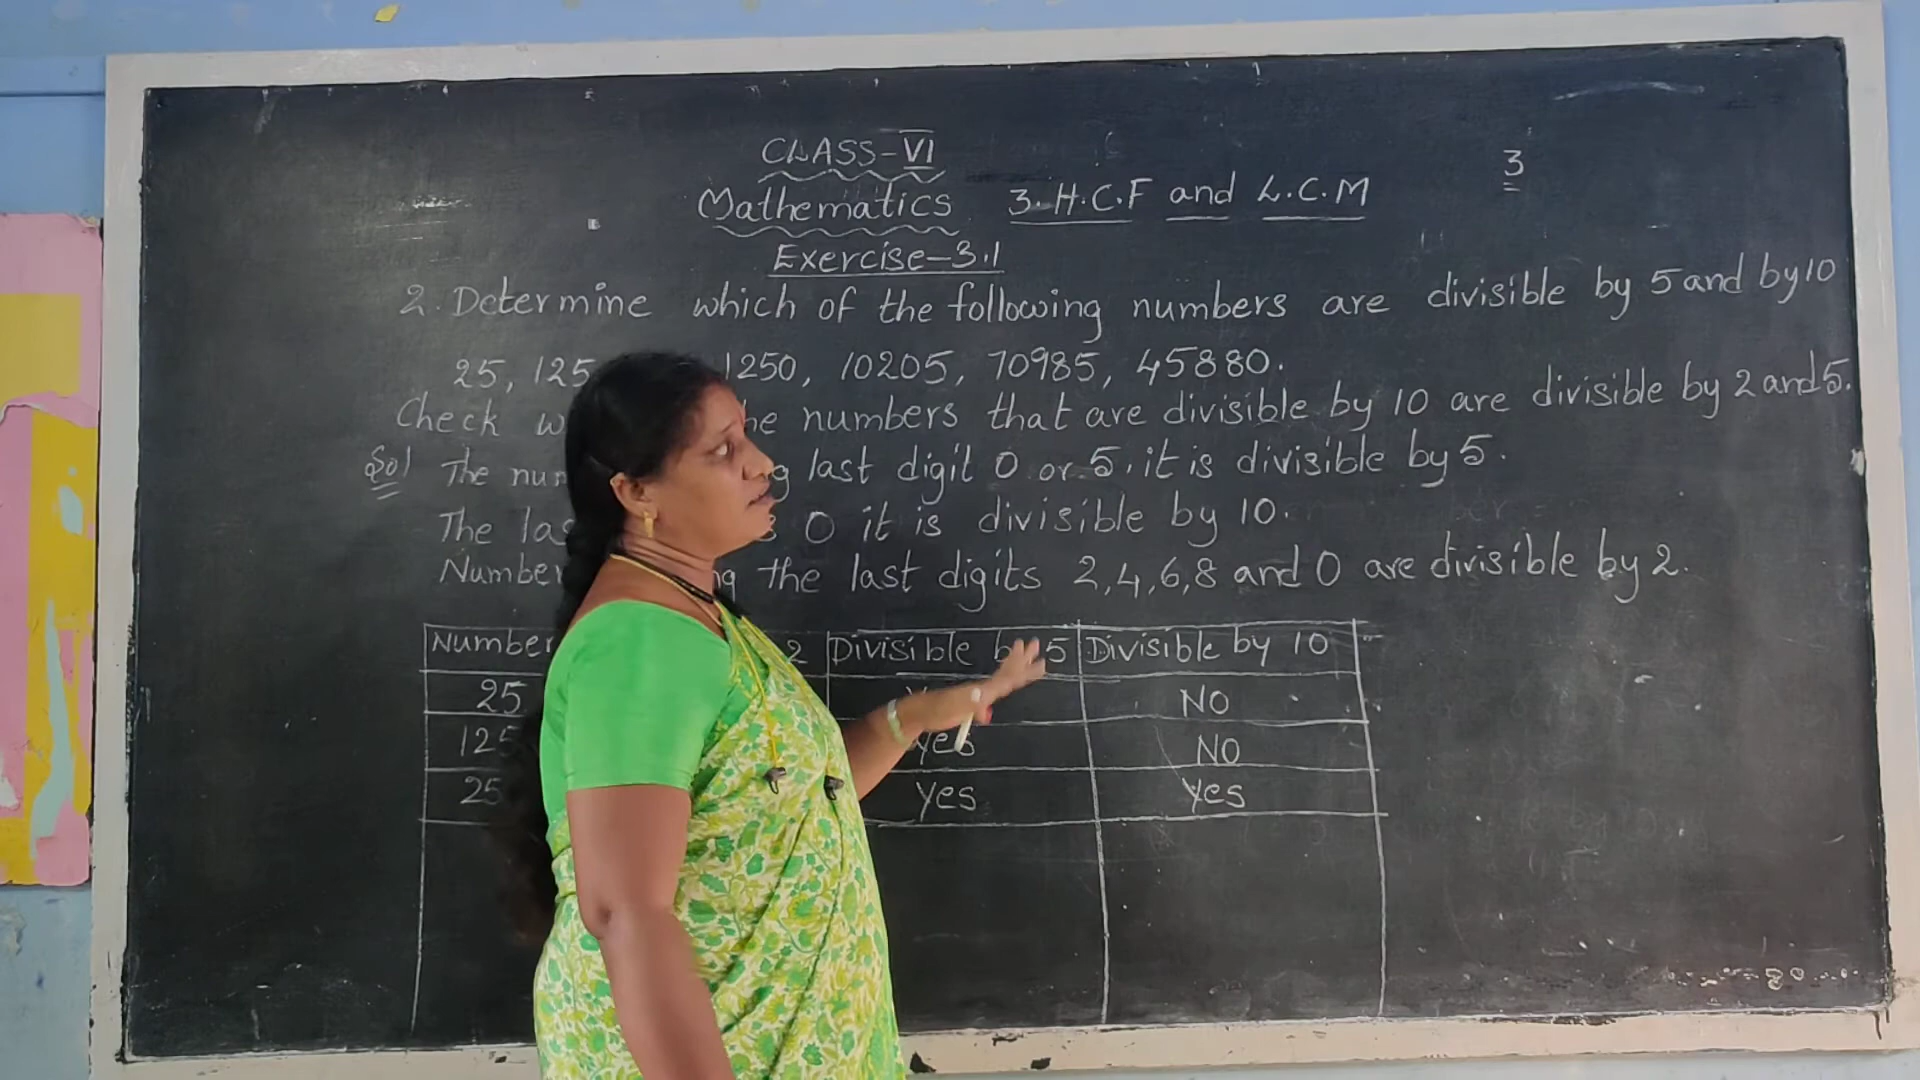 CLASS-VI
3
Mathematics 3. H.C.F and L.C.M
Exercise-3.1
2. Determine which of the following numbers are divisible by 5 and by 10
25, 125 1250, 10205, 70985, 45880.
Check the numbers that are divisible by 10 are divisible by 2 and 5.
Sol The last digit 0 or 5, it is divisible by 5.
The 0 it is divisible by 10.
Number the last digits 2,4,6,8 and 0 are divisible by 2.
Number 2 Divisible by 5 Divisible by 10
25 NO
125 yes NO
25 yes yes